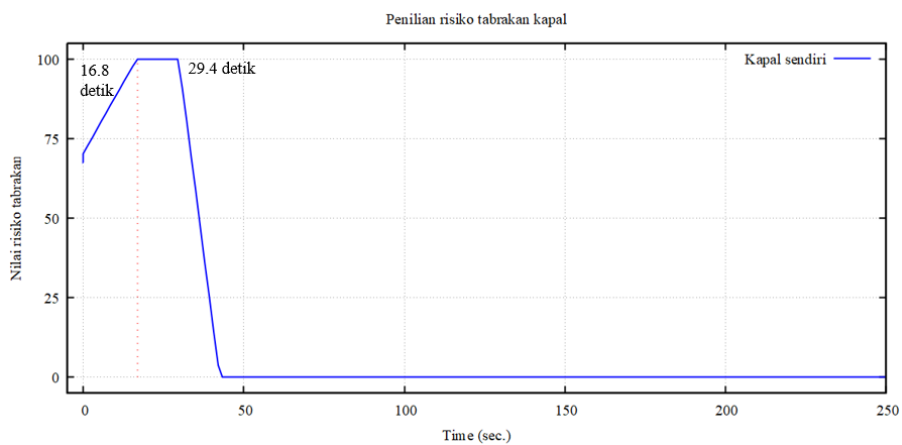 Penilian risiko tabrakan kapal
100
75
50
25
0
Nilai risiko tabrakan
16.8
detik
29.4 detik
Kapal sendiri
0
50
100
150
200
250
Time (sec.)